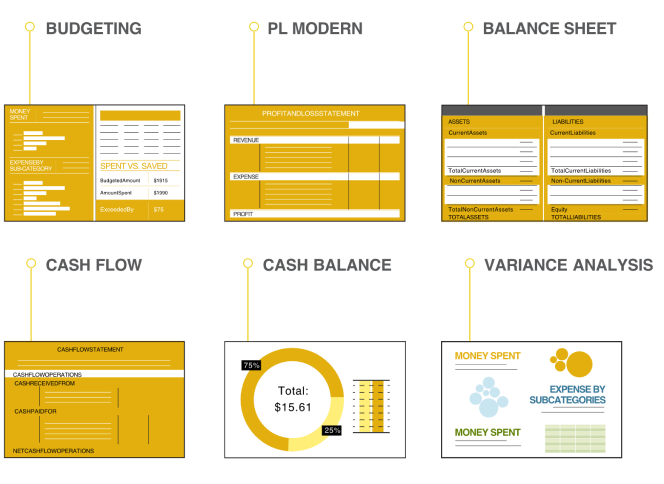 BUDGETING
PL MODERN
BALANCE SHEET
MONEY
SPENT
EXPENSEBY
SUB-CATEGORY
SPENT VS. SAVED
BudgetedAmount $1915
AmountSpent $1990
ExceededBy $75
PROFITANDLOSSSTATEMENT
REVENUE
EXPENSE
PROFIT
ASSETS LIABILITIES
CurrentAssets CurrentLiabilities
TotalCurrentAssets TotalCurrentLiabilities
NonCurrentAssets Non-CurrentLiabilities
TotalNonCurrentAssets Equity
TOTALASSETS TOTALLIABILITIES
CASH FLOW
CASH BALANCE
VARIANCE ANALYSIS
CASHFLOWSTATEMENT
CASHFLOWOPERATIONS
CASHRECEIVEDFROM
CASHPAIDFOR
NETCASHFLOWOPERATIONS
75%
Total:
$15.61
25%
MONEY SPENT
EXPENSE BY
SUBCATEGORIES
MONEY SPENT